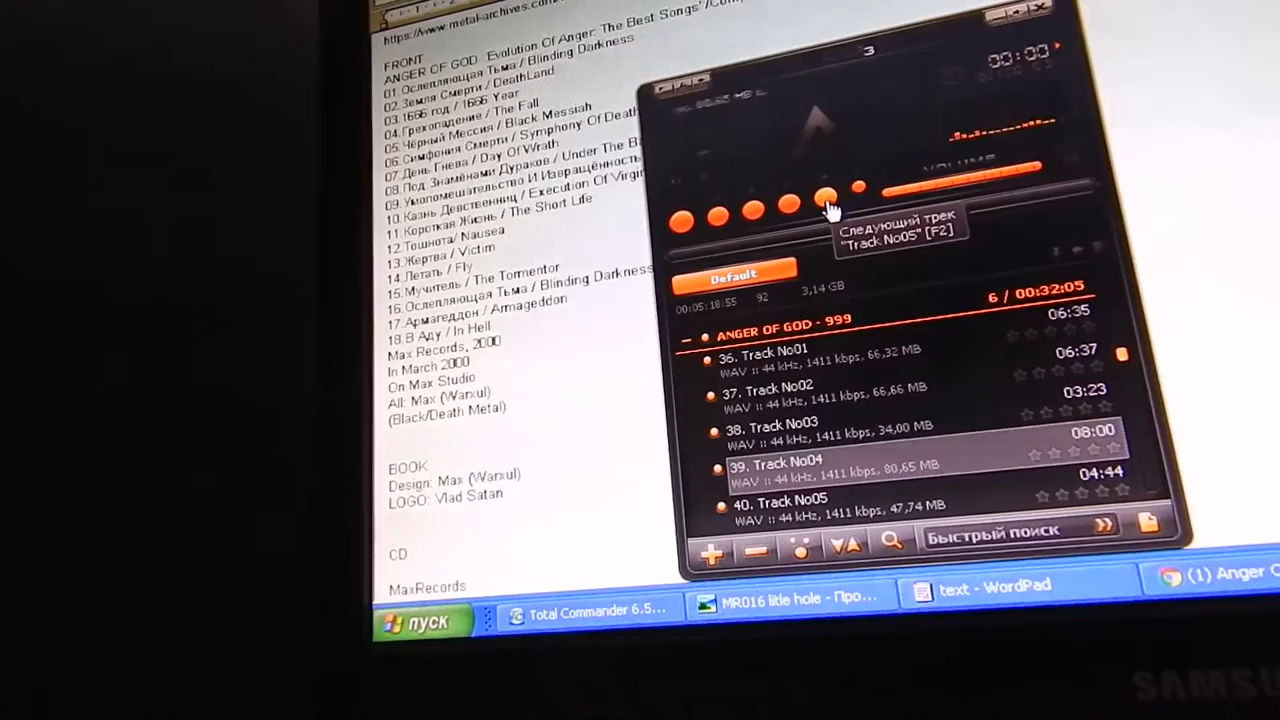 https://www.metal-archives.com
FRONT
ANGER OF GOD 'Evolution Of Anger: The Best Songs'
01.Ослепляющая Тьма / Blinding Darkness
02.Земля Смерти / DeathLand
03.1666 год / 1666 Year
04.Грехопадение / The Fall
05.Чёрный Мессия / Black Messiah
06.Симфония Смерти / Symphony Of Death
07.День Гнева / Day Of Wrath
08.Под Знамёнами Дураков / Under The
09.Умопомешательство И Извращённость
10.Казнь Девственниц / Execution Of Virgin
11.Короткая Жизнь / The Short Life
12.Тошнота/ Nausea
13.Жертва / Victim
14.Летать / Fly
15.Мучитель / The Tormentor
16.Ослепляющая Тьма / Blinding Darkness
17.Армагеддон / Armageddon
18.В Аду / In Hell
Max Records, 2000
In March 2000
On Max Studio
All: Max (Warxul)
(Black/Death Metal)
BOOK
Design: Max (Warxul)
LOGO: Vlad Satan
CD
MaxRecords
3
00:00
VOLUME
Следующий трек
"Track No05" [F2]
Default
00:05:18:55 92 3,14 GB
6 / 00:32:05
ANGER OF GOD - 999
36. Track No01 06:35
WAV :: 44 kHz, 1411 kbps, 66,32 MB
37. Track No02 06:37
WAV :: 44 kHz, 1411 kbps, 66,66 MB
38. Track No03 03:23
WAV :: 44 kHz, 1411 kbps, 34,00 MB
39. Track No04 08:00
WAV :: 44 kHz, 1411 kbps, 80,65 MB
40. Track No05 04:44
WAV :: 44 kHz, 1411 kbps, 47,74 MB
Быстрый поиск
пуск
Total Commander 6.5...
MR016 litle hole - Про...
text - WordPad
(1) Anger
SAMSU